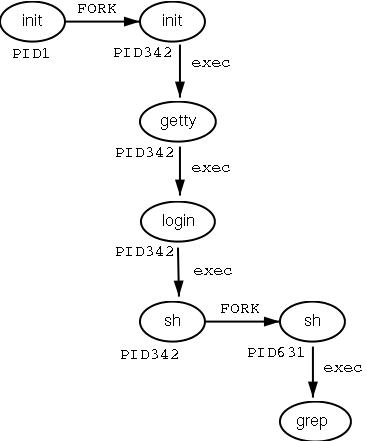 FORK
init
init
PID1
PID342
exec
getty
PID342
exec
login
PID342
exec
FORK
sh
sh
PID342
PID631
exec
grep